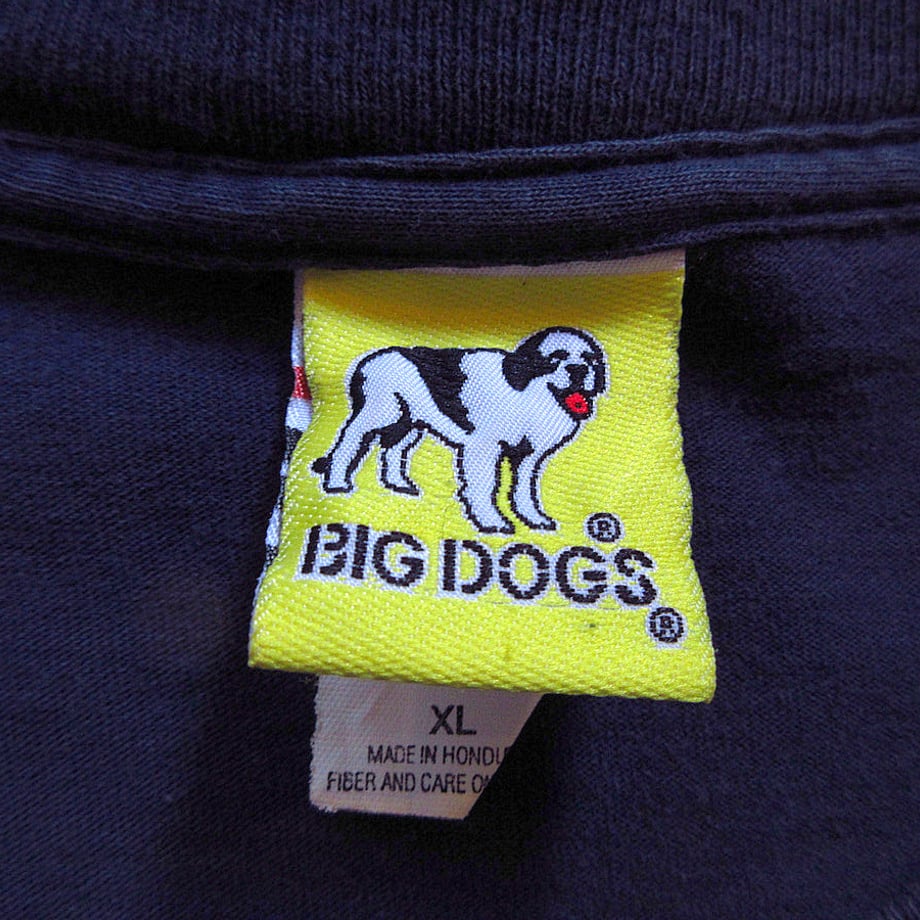 ®
BIG DOGS
®
XL
MADE IN HONDU
FIBER AND CARE O